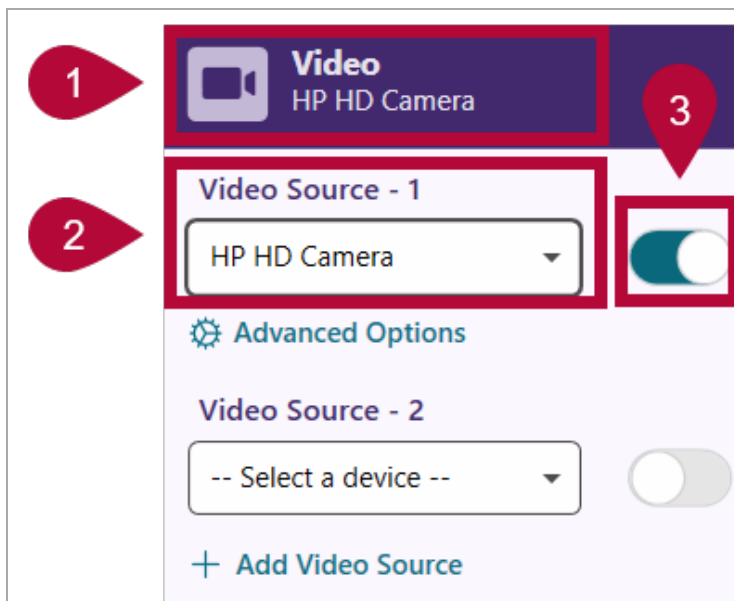 1
Video
HP HD Camera
3
Video Source - 1
2
HP HD Camera
Advanced Options
Video Source - 2
-- Select a device --
+ Add Video Source